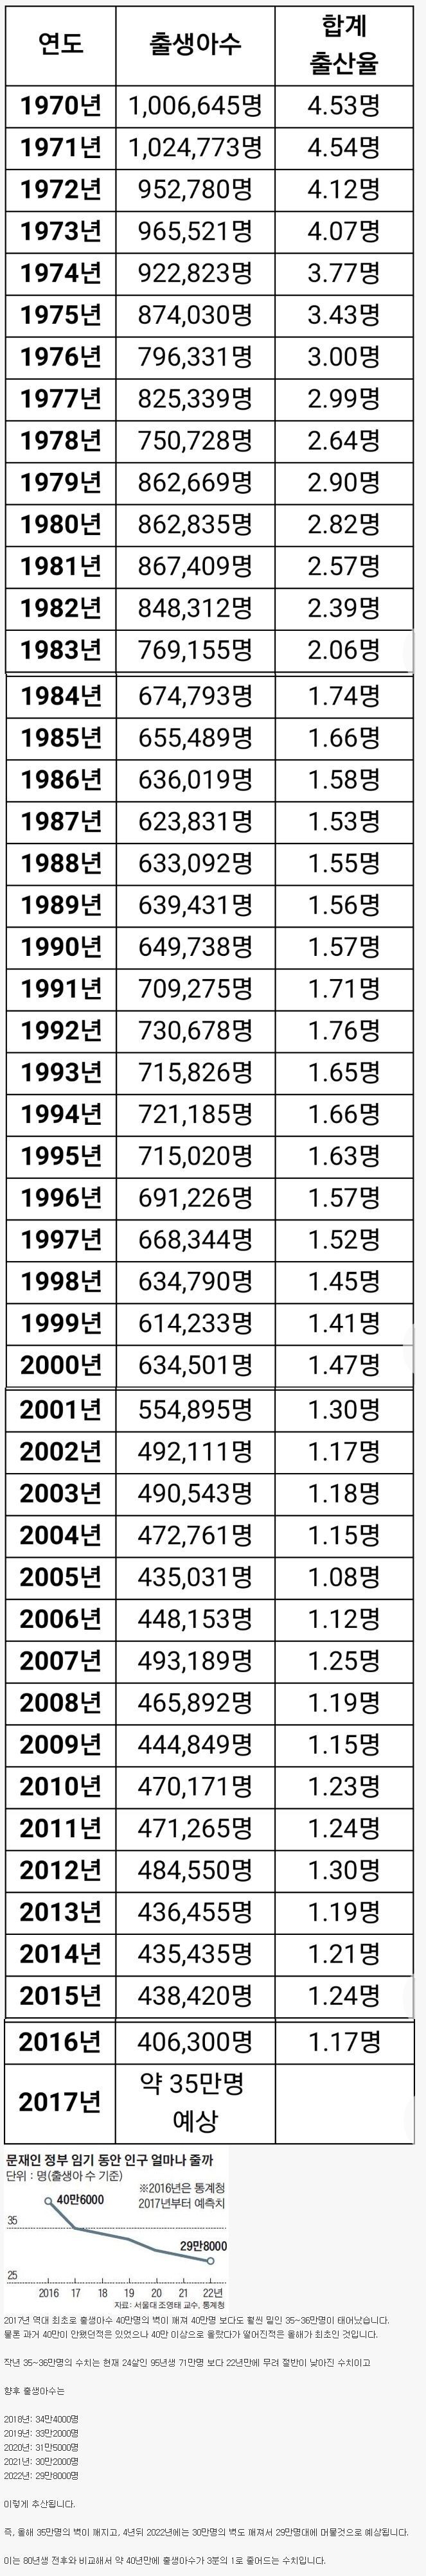 연도 출생아수 합계 출산율
1970년 1,006,645명 4.53명
1971년 1,024,773명 4.54명
1972년 952,780명 4.12명
1973년 965,521명 4.07명
1974년 922,823명 3.77명
1975년 874,030명 3.43명
1976년 796,331명 3.00명
1977년 825,339명 2.99명
1978년 750,728명 2.64명
1979년 862,669명 2.90명
1980년 862,835명 2.82명
1981년 867,409명 2.57명
1982년 848,312명 2.39명
1983년 769,155명 2.06명
1984년 674,793명 1.74명
1985년 655,489명 1.66명
1986년 636,019명 1.58명
1987년 623,831명 1.53명
1988년 633,092명 1.55명
1989년 639,431명 1.56명
1990년 649,738명 1.57명
1991년 709,275명 1.71명
1992년 730,678명 1.76명
1993년 715,826명 1.65명
1994년 721,185명 1.66명
1995년 715,020명 1.63명
1996년 691,226명 1.57명
1997년 668,344명 1.52명
1998년 634,790명 1.45명
1999년 614,233명 1.41명
2000년 634,501명 1.47명
2001년 554,895명 1.30명
2002년 492,111명 1.17명
2003년 490,543명 1.18명
2004년 472,761명 1.15명
2005년 435,031명 1.08명
2006년 448,153명 1.12명
2007년 493,189명 1.25명
2008년 465,892명 1.19명
2009년 444,849명 1.15명
2010년 470,171명 1.23명
2011년 471,265명 1.24명
2012년 484,550명 1.30명
2013년 436,455명 1.19명
2014년 435,435명 1.21명
2015년 438,420명 1.24명
2016년 406,300명 1.17명
2017년 약 35만명 예상
문재인 정부 임기 동안 인구 얼마나 줄까
단위 : 명(출생아 수 기준)
※2016년은 통계청
2017년부터 예측치
40만6000
35
29만8000
25
2016 17 18 19 20 21 22년
자료: 서울대 조영태 교수, 통계청
2017년 역대 최초로 출생아수 40만명의 벽이 깨져 40만명 보다도 훨씬 밑인 35~36만명이 태어났습니다.
물론 과거 40만이 안됐던적은 있었으나 40만 이상으로 올랐다가 떨어진적은 올해가 최초인 것입니다.
작년 35~36만명의 수치는 현재 24살인 95년생 71만명 보다 22년만에 무려 절반이 낮아진 수치이고
향후 출생아수는
2018년: 34만4000명
2019년: 33만2000명
2020년: 31만5000명
2021년: 30만2000명
2022년: 29만8000명
이렇게 추산됩니다.
즉, 올해 35만명의 벽이 깨지고, 4년뒤 2022년에는 30만명의 벽도 깨져서 29만명대에 머물것으로 예상됩니다.
이는 80년생 전후와 비교해서 약 40년만에 출생아수가 3분의 1로 줄어드는 수치입니다.